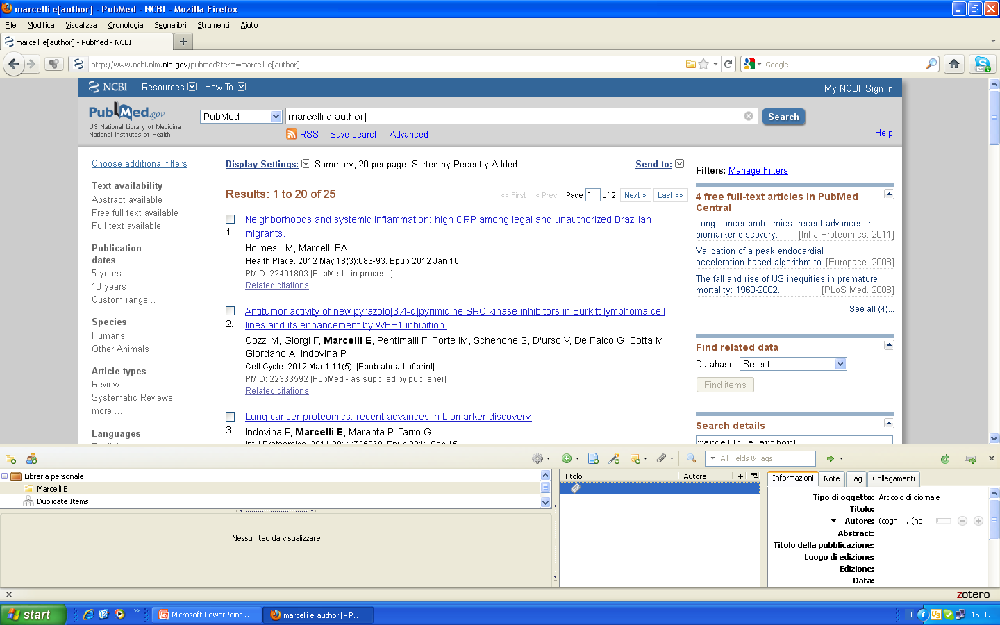 marcelli e[author] - PubMed - NCBI - Mozilla Firefox
File Modifica Visualizza Cronologia Segnalibri Strumenti Aiuto
marcelli e[author] - PubMed - NCBI
http://www.ncbi.nlm.nih.gov/pubmed?term=marcelli e[author]
Google
NCBI Resources How To
My NCBI Sign In
PubMed.gov
US National Library of Medicine
National Institutes of Health
PubMed
marcelli e[author]
Search
RSS Save search Advanced
Help
Choose additional filters
Text availability
Abstract available
Free full text available
Full text available
Publication
dates
5 years
10 years
Custom range...
Species
Humans
Other Animals
Article types
Review
Systematic Reviews
more ...
Languages
Display Settings: Summary, 20 per page, Sorted by Recently Added
Send to:
Results: 1 to 20 of 25
<< First < Prev Page 1 of 2 Next > Last >>
1. Neighborhoods and systemic inflammation: high CRP among legal and unauthorized Brazilian
migrants.
Holmes LM, Marcelli EA.
Health Place. 2012 May;18(3):683-93. Epub 2012 Jan 16.
PMID: 22401803 [PubMed - in process]
Related citations
2. Antitumor activity of new pyrazolo[3,4-d]pyrimidine SRC kinase inhibitors in Burkitt lymphoma cell
lines and its enhancement by WEE1 inhibition.
Cozzi M, Giorgi F, Marcelli E, Pentimalli F, Forte IM, Schenone S, D'urso V, De Falco G, Botta M,
Giordano A, Indovina P.
Cell Cycle. 2012 Mar 1;11(5). [Epub ahead of print]
PMID: 22333592 [PubMed - as supplied by publisher]
Related citations
3. Lung cancer proteomics: recent advances in biomarker discovery.
Indovina P, Marcelli E, Maranta P, Tarro G.
Int J Proteomics. 2011;2011:726869. Epub 2011 Sep 15.
Filters: Manage Filters
4 free full-text articles in PubMed
Central
Lung cancer proteomics: recent advances in
biomarker discovery. [Int J Proteomics. 2011]
Validation of a peak endocardial
acceleration-based algorithm to [Europace. 2008]
The fall and rise of US inequities in premature
mortality: 1960-2002. [PLoS Med. 2008]
See all (4)...
Find related data
Database: Select
Find items
Search details
marcelli e[author]
All Fields & Tags
Libreria personale
Marcelli E
Duplicate Items
Nessun tag da visualizzare
Titolo Autore
Informazioni Note Tag Collegamenti
Tipo di oggetto: Articolo di giornale
Titolo:
Autore: (cogn... , (no...
Abstract:
Titolo della pubblicazione:
Luogo di edizione:
Edizione:
Data:
zotero
start
Microsoft PowerPoint ...
marcelli e[author] - P...
IT
15.09